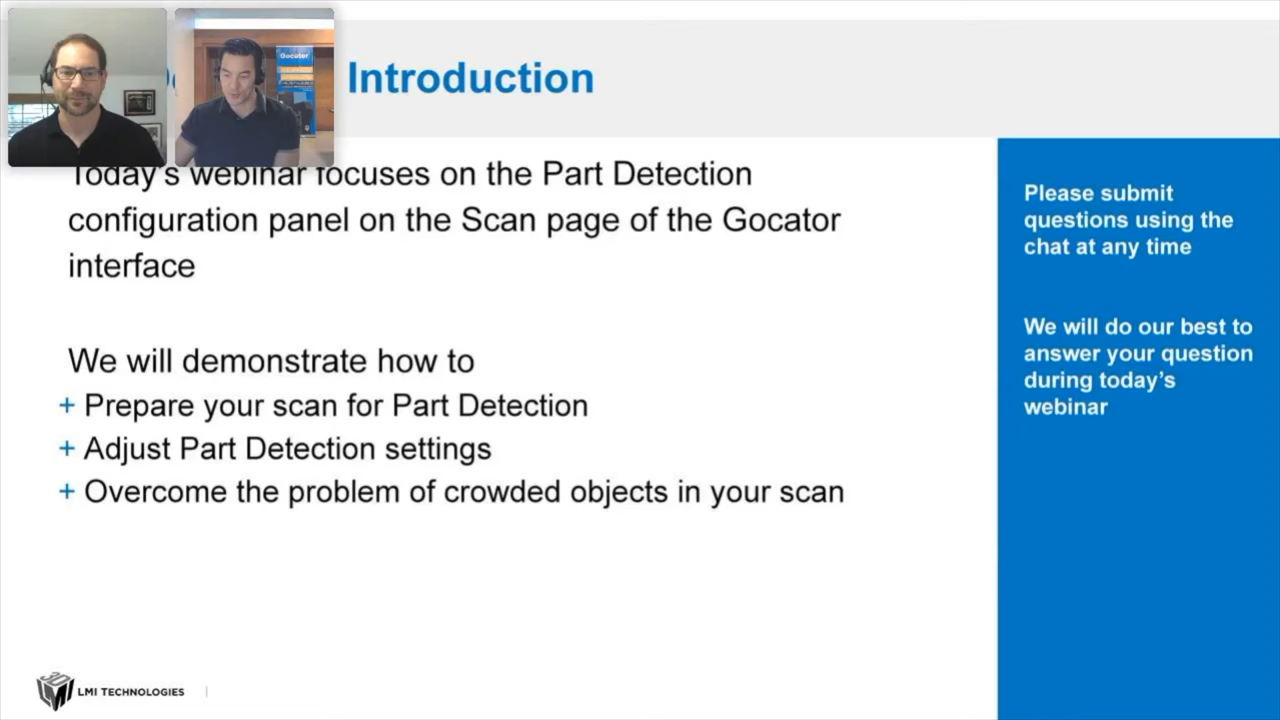 Introduction
Gocator
Today's webinar focuses on the Part Detection
configuration panel on the Scan page of the Gocator
interface
We will demonstrate how to
+ Prepare your scan for Part Detection
+ Adjust Part Detection settings
+ Overcome the problem of crowded objects in your scan
Please submit
questions using the
chat at any time
We will do our best to
answer your question
during today's
webinar
3D
LMI TECHNOLOGIES